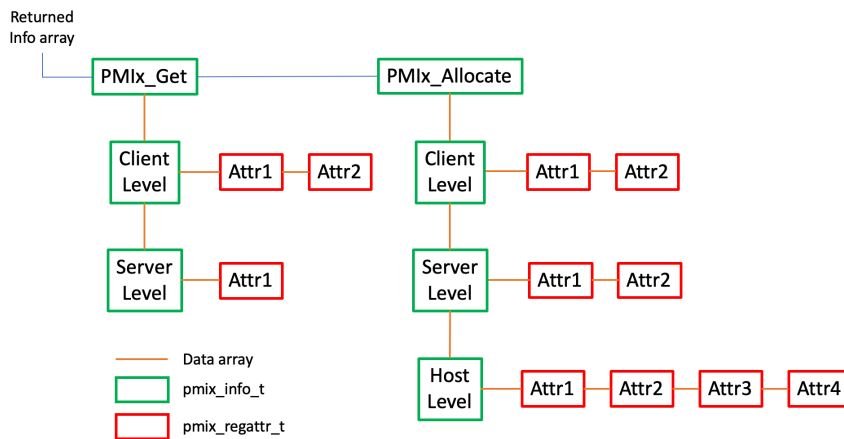 Returned
Info array
PMIx_Get
PMIx_Allocate
Client
Level
Attr1
Attr2
Client
Level
Attr1
Attr2
Server
Level
Attr1
Server
Level
Attr1
Attr2
Host
Level
Attr1
Attr2
Attr3
Attr4
Data array
pmix_info_t
pmix_regattr_t